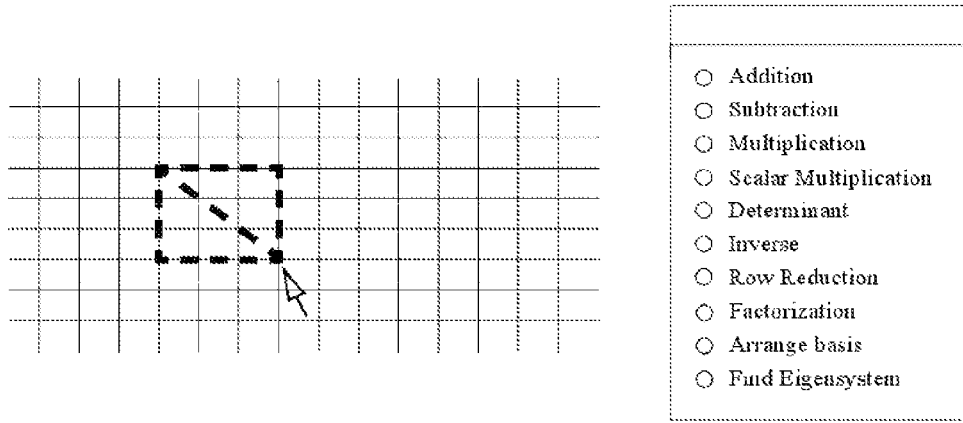 Addition
Subtraction
Multiplication
Scalar Multiplication
Determinant
Inverse
Row Reduction
Factorization
Arrange basis
Find Eigensystem